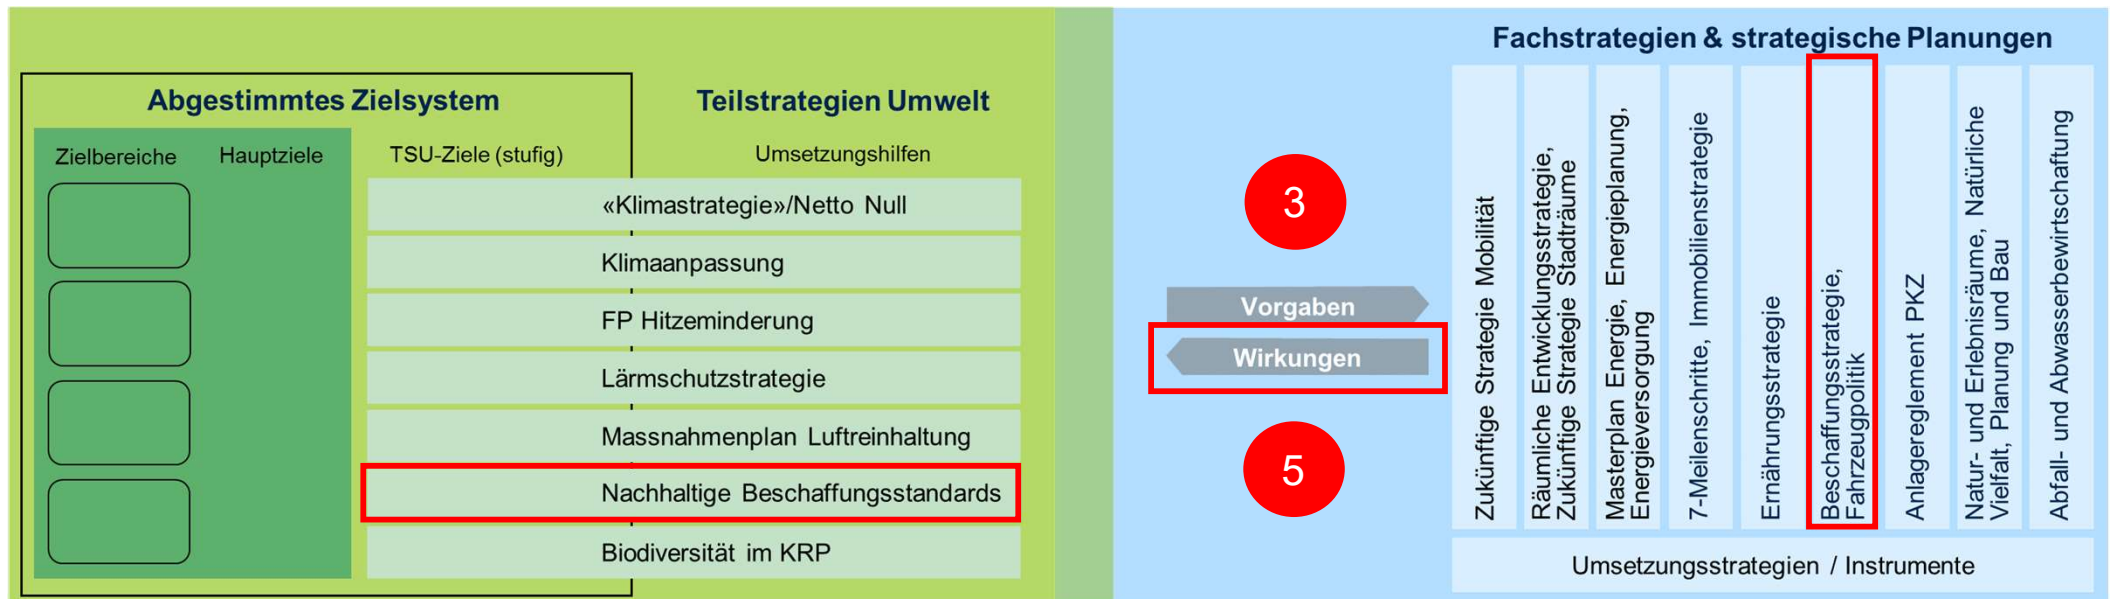 Fachstrategien & strategische Planungen
Abgestimmtes Zielsystem
Teilstrategien Umwelt
Zielbereiche
Hauptziele
TSU-Ziele (stufig)
Umsetzungshilfen
«Klimastrategie»/Netto Null
Klimaanpassung
FP Hitzeminderung
Lärmschutzstrategie
Massnahmenplan Luftreinhaltung
Nachhaltige Beschaffungsstandards
Biodiversität im KRP
3
Vorgaben
Wirkungen
5
Zukünftige Strategie Mobilität
Räumliche Entwicklungsstrategie,
Zukünftige Strategie Stadträume
Masterplan Energie, Energieplanung,
Energieversorgung
7-Meilenschritte, Immobilienstrategie
Ernährungsstrategie
Beschaffungsstrategie,
Fahrzeugpolitik
Anlagereglement PKZ
Natur- und Erlebnisräume, Natürliche
Vielfalt, Planung und Bau
Abfall- und Abwasserbewirtschaftung
Umsetzungsstrategien / Instrumente